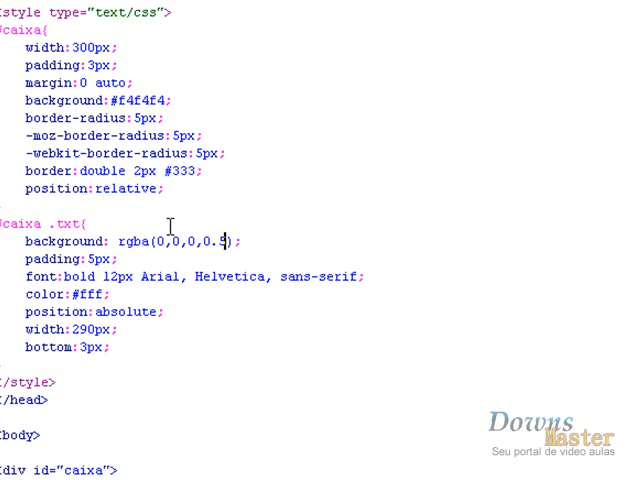 <style type="text/css">
#caixa{
width:300px;
padding:3px;
margin:0 auto;
background:#f4f4f4;
border-radius:5px;
-moz-border-radius:5px;
-webkit-border-radius:5px;
border:double 2px #333;
position:relative;
}
#caixa .txt{
background: rgba(0,0,0,0.5);
padding:5px;
font:bold 12px Arial, Helvetica, sans-serif;
color:#fff;
position:absolute;
width:290px;
bottom:3px;
}
</style>
</head>
<body>
<div id="caixa">
Downs
Master
Seu portal de video aulas